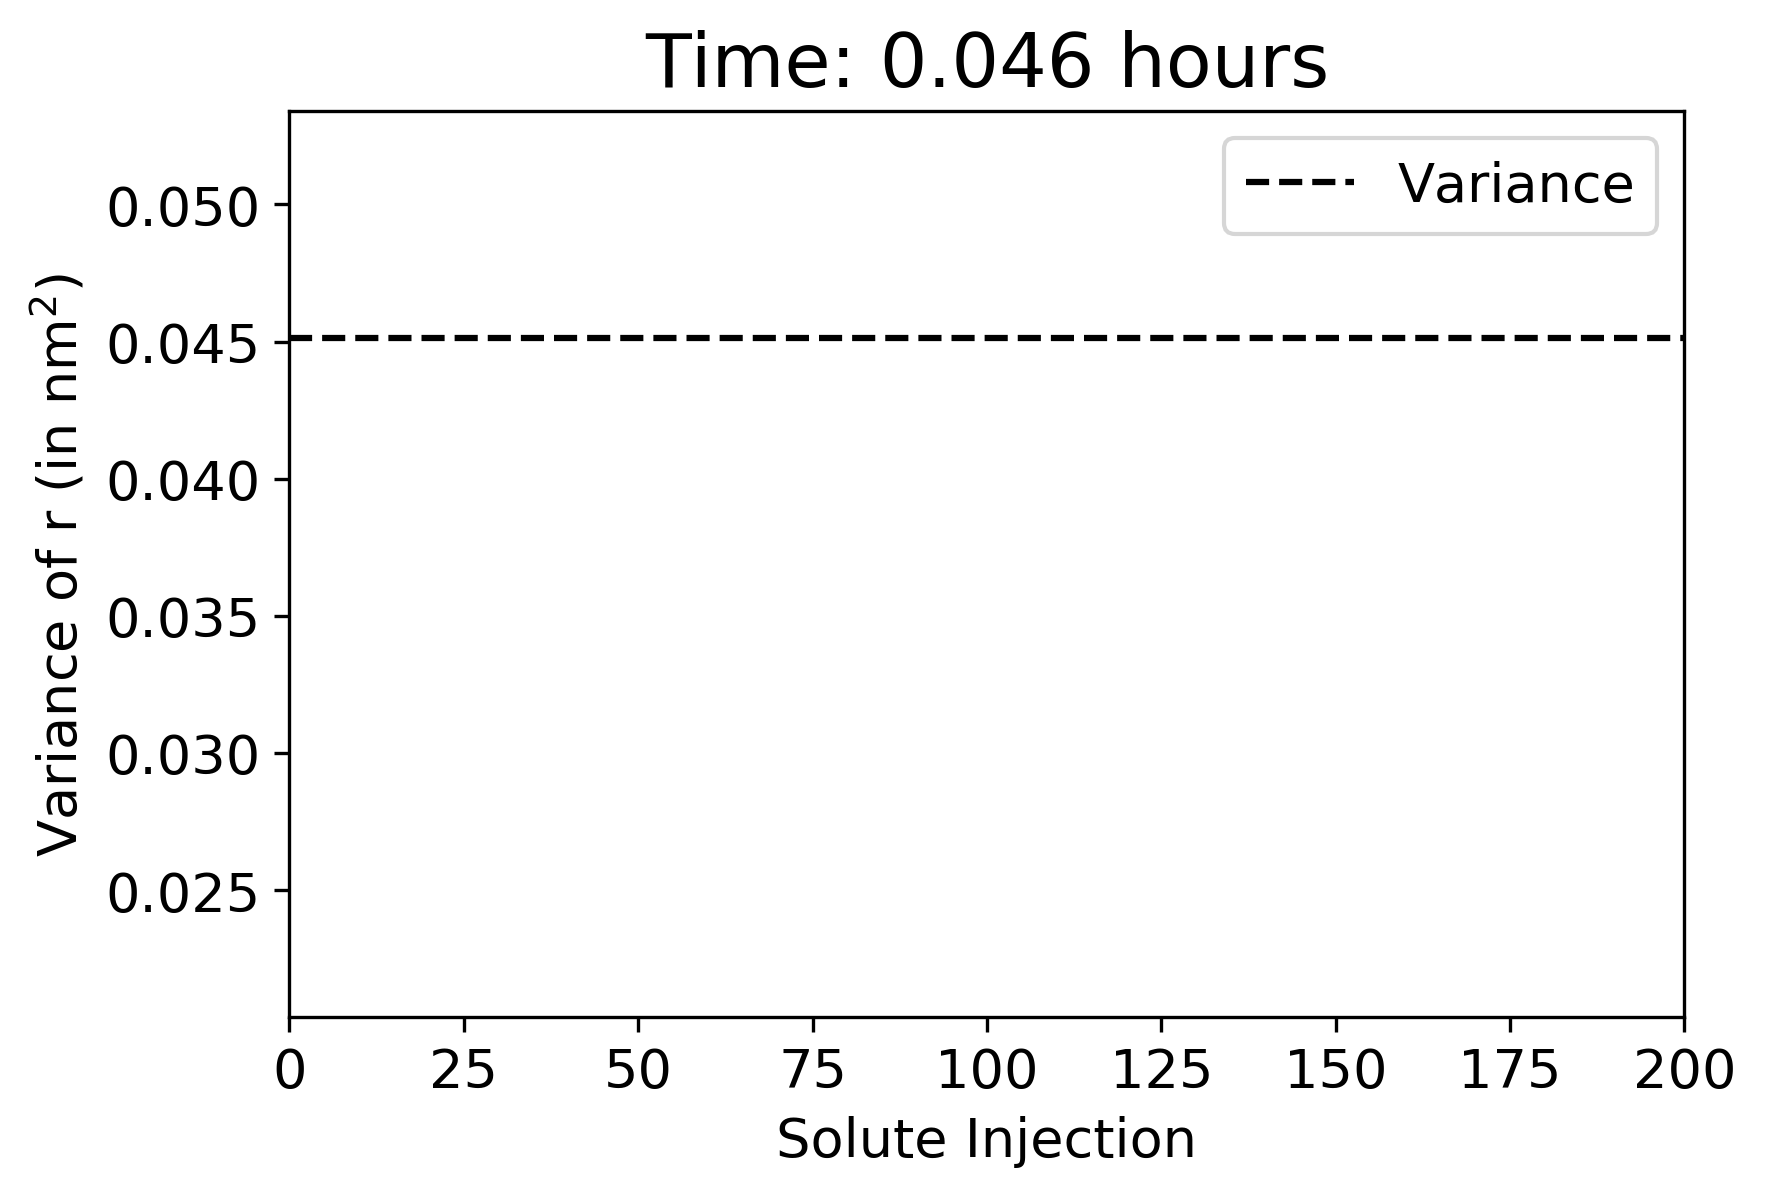 Time: 0.046 hours
Variance
Variance of r (in nm²)
0.050
0.045
0.040
0.035
0.030
0.025
0 25 50 75 100 125 150 175 200
Solute Injection